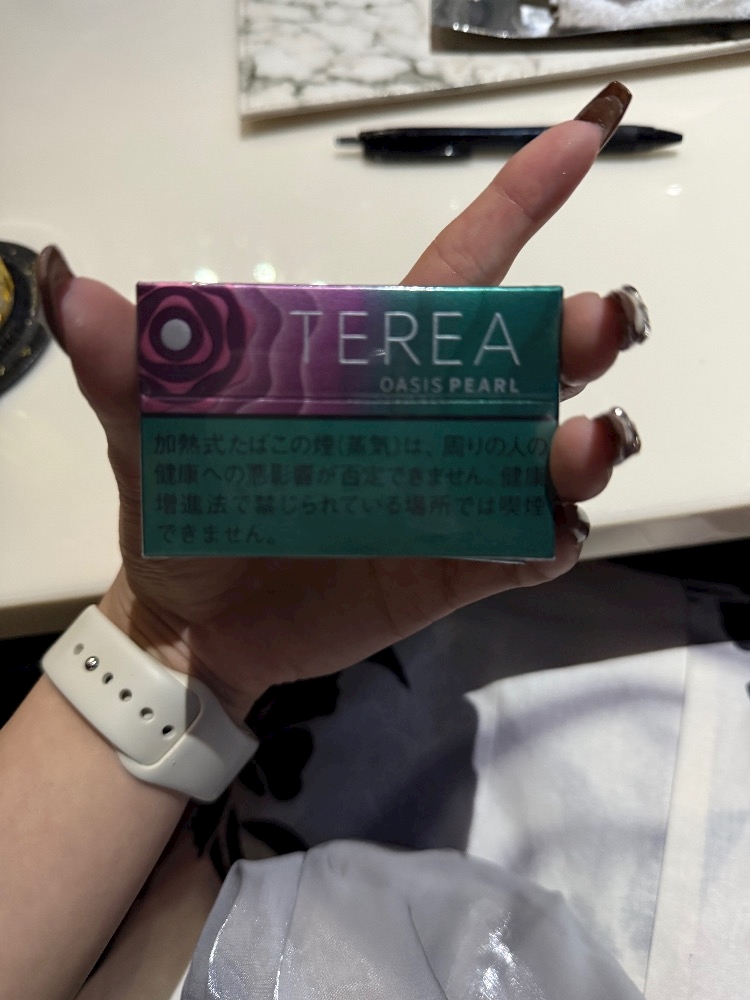 TEREA
OASIS PEARL
加熱式たばこの煙(蒸気)は、周りの人の
健康への悪影響が否定できません。健康
増進法で禁じられている場所では喫煙
できません。